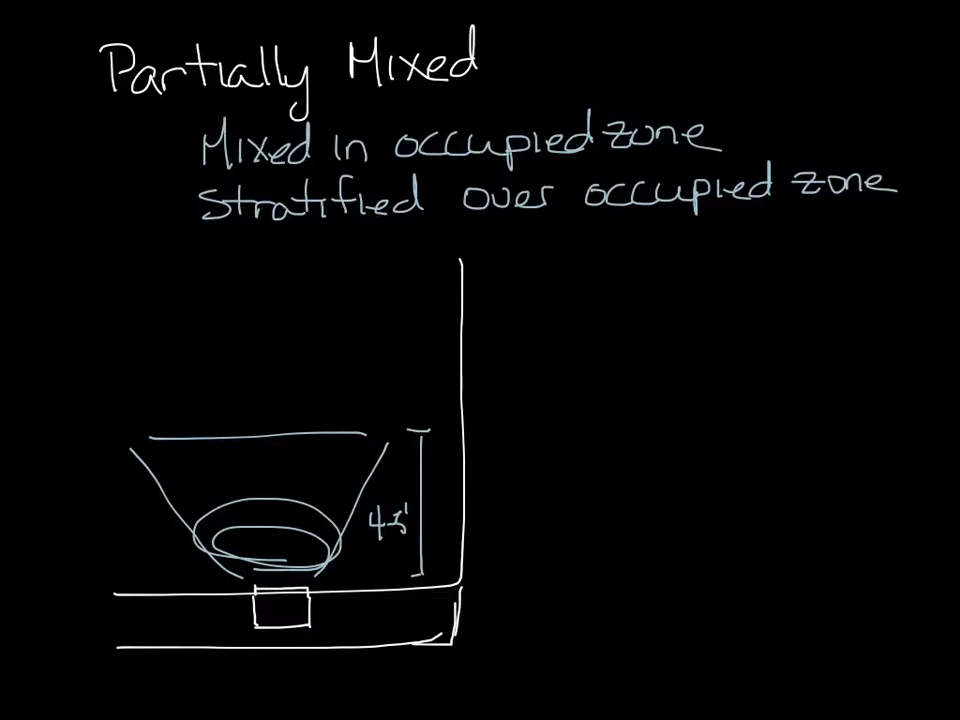 Partially Mixed
Mixed in occupied zone
Stratified over occupied zone
4-5'